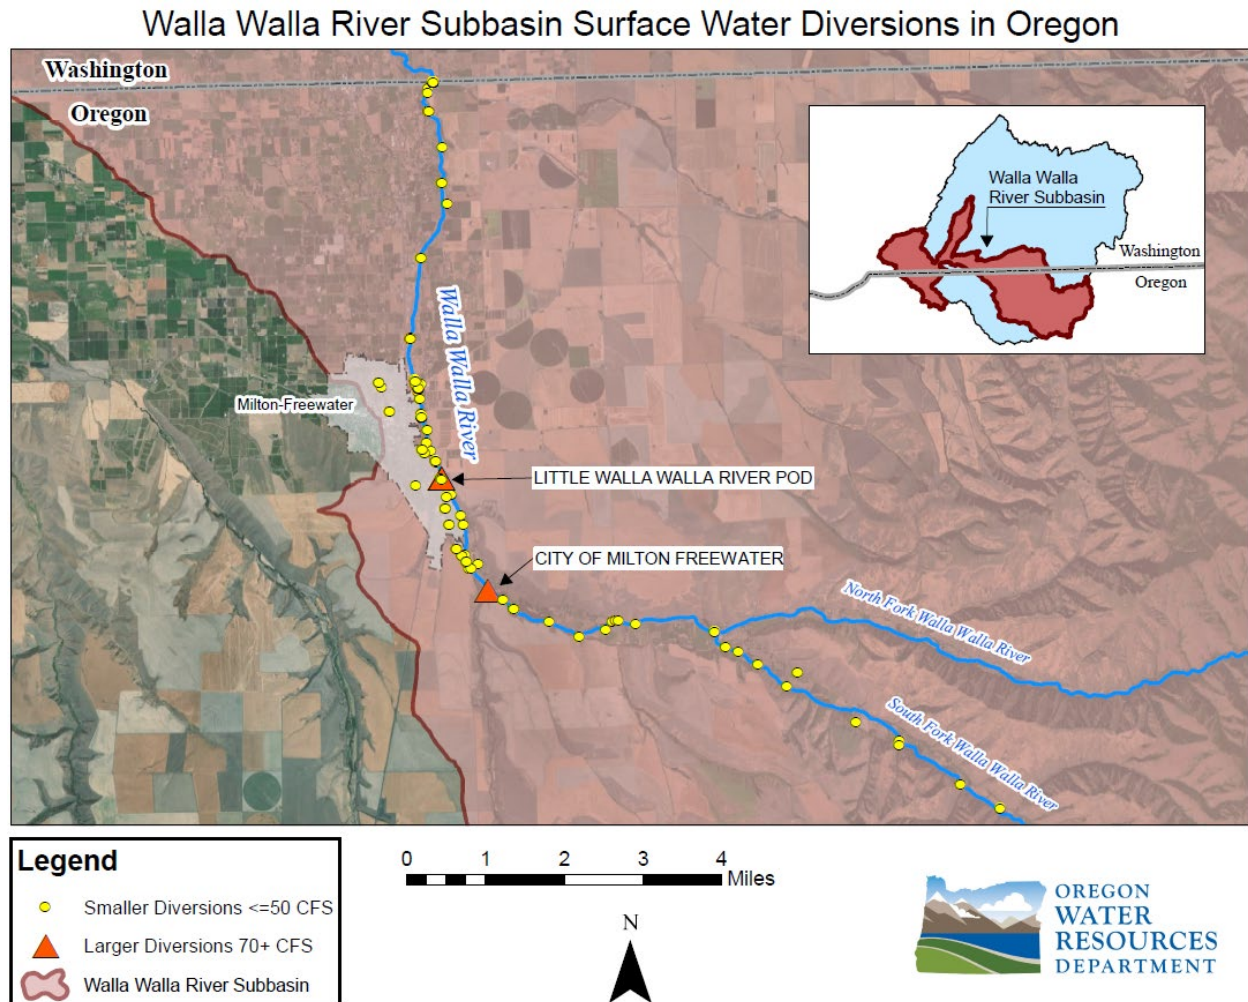 Walla Walla River Subbasin Surface Water Diversions in Oregon
Washington
Oregon
Walla Walla
River Subbasin
Washington
Oregon
Walla Walla River
Milton-Freewater
LITTLE WALLA WALLA RIVER POD
CITY OF MILTON FREEWATER
North Fork Walla Walla River
South Fork Walla Walla River
Legend
Smaller Diversions <=50 CFS
Larger Diversions 70+ CFS
Walla Walla River Subbasin
0 1 2 3 4
Miles
N
OREGON
WATER
RESOURCES
DEPARTMENT